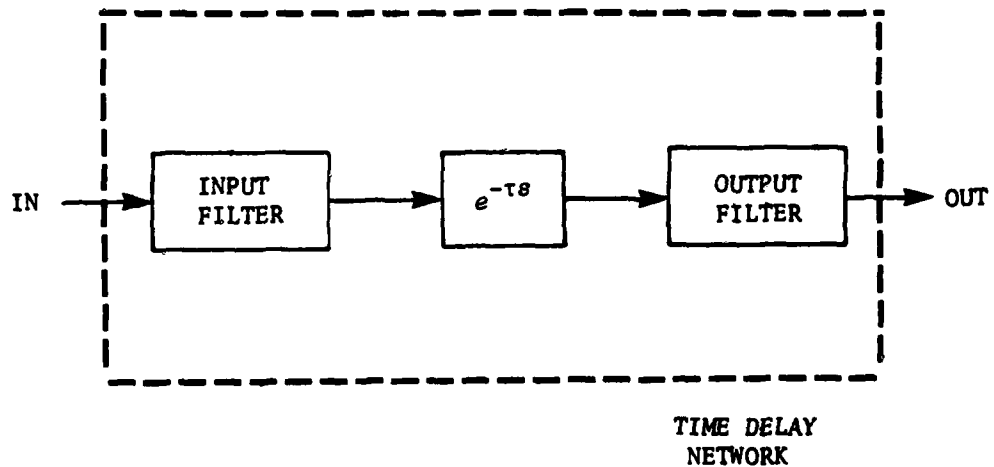 IN
INPUT
FILTER
e^{-τs}
OUTPUT
FILTER
OUT
TIME DELAY
NETWORK